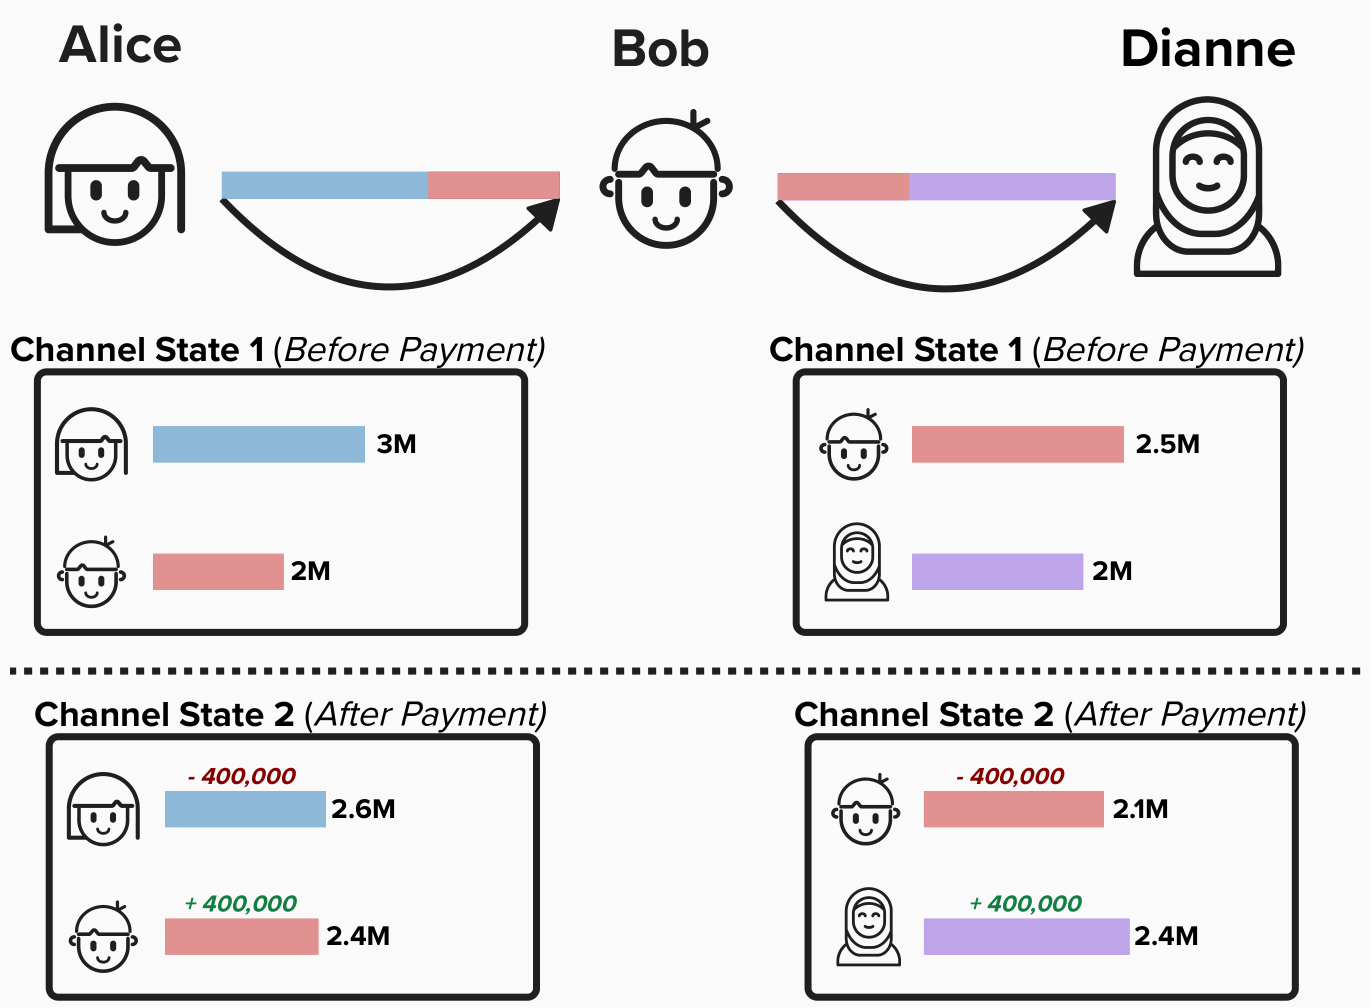 Alice
Bob
Dianne
Channel State 1 (Before Payment)
3M
2M
Channel State 1 (Before Payment)
2.5M
2M
Channel State 2 (After Payment)
- 400,000
2.6M
+ 400,000
2.4M
Channel State 2 (After Payment)
- 400,000
2.1M
+ 400,000
2.4M